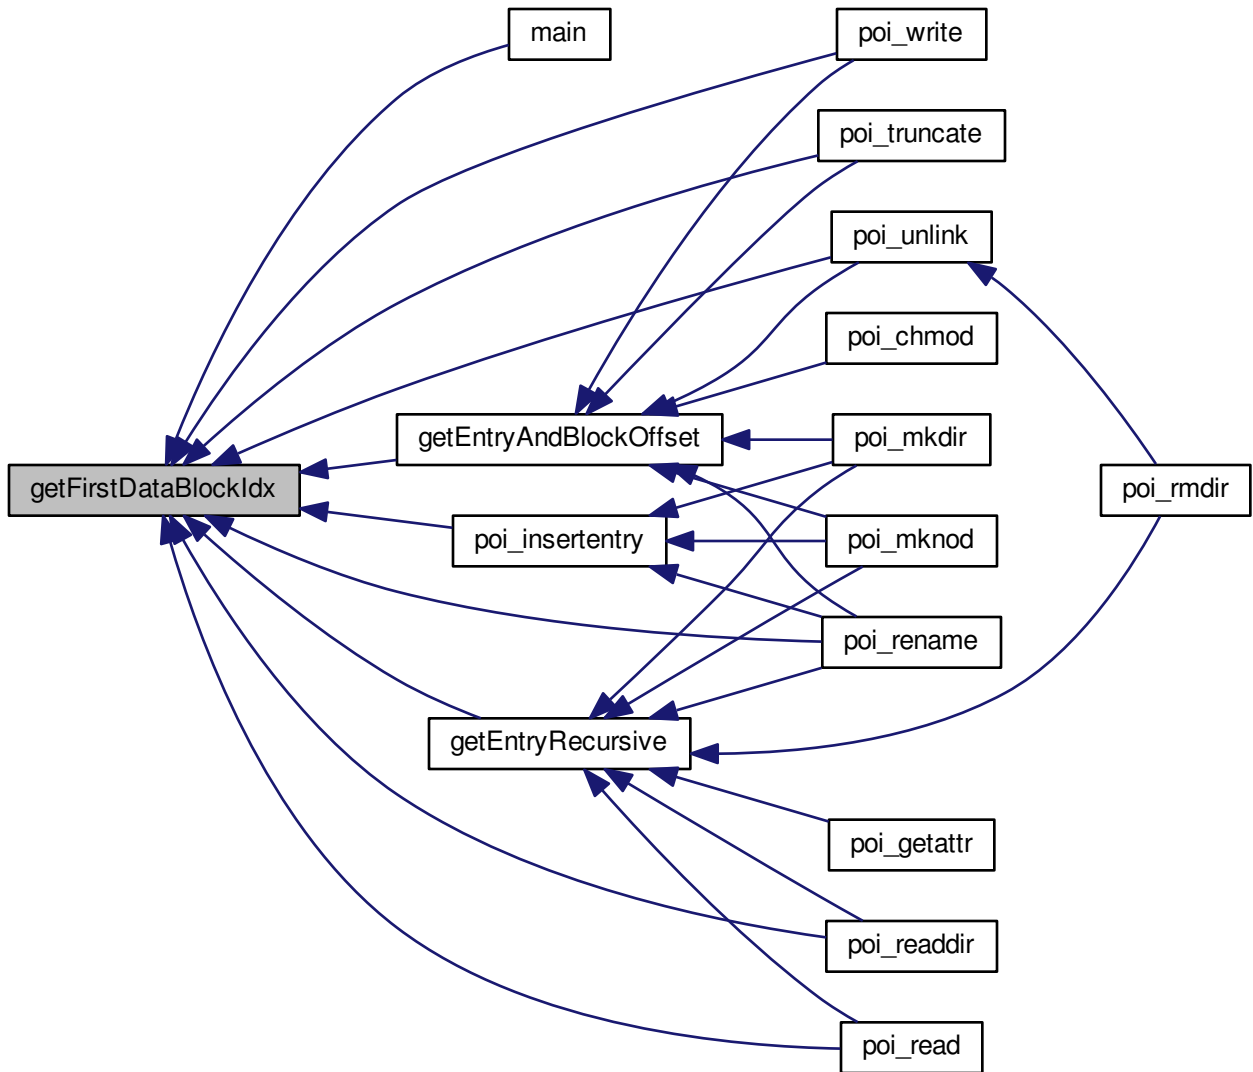 main
poi_write
poi_truncate
poi_unlink
poi_chmod
getEntryAndBlockOffset
poi_mkdir
getFirstDataBlockIdx
poi_rmdir
poi_insertentry
poi_mknod
poi_rename
getEntryRecursive
poi_getattr
poi_readdir
poi_read